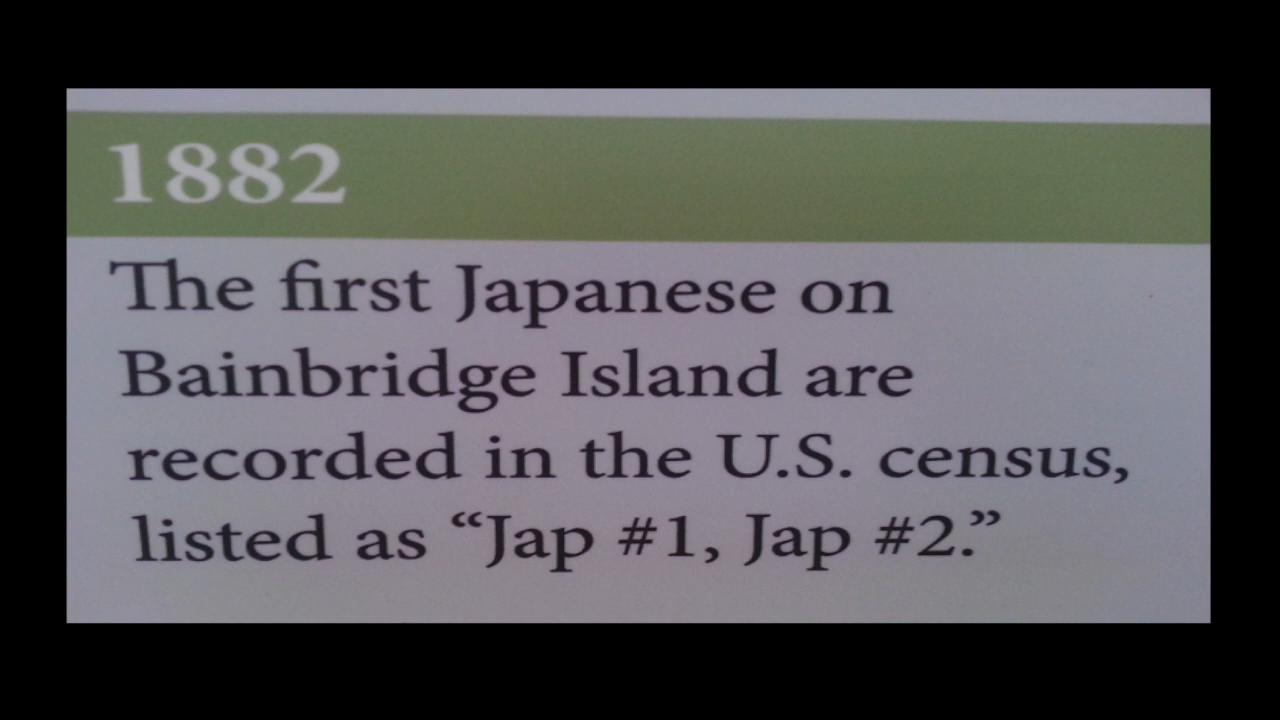 1882
The first Japanese on
Bainbridge Island are
recorded in the U.S. census,
listed as “Jap #1, Jap #2.”